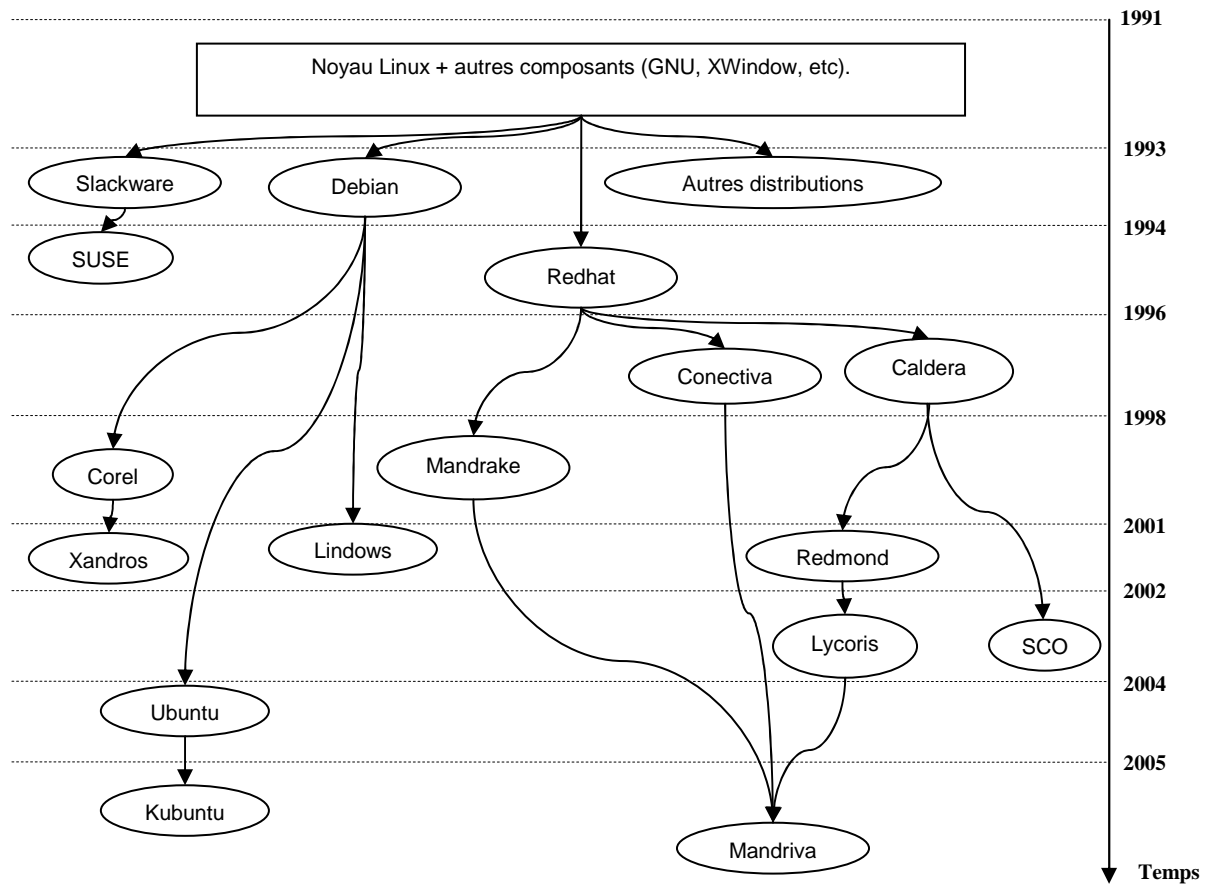 1991
Noyau Linux + autres composants (GNU, XWindow, etc).
1993
Slackware
Debian
Autres distributions
1994
SUSE
Redhat
1996
Conectiva
Caldera
1998
Corel
Mandrake
2001
Xandros
Lindows
Redmond
2002
Lycoris
SCO
2004
Ubuntu
2005
Kubuntu
Mandriva
Temps